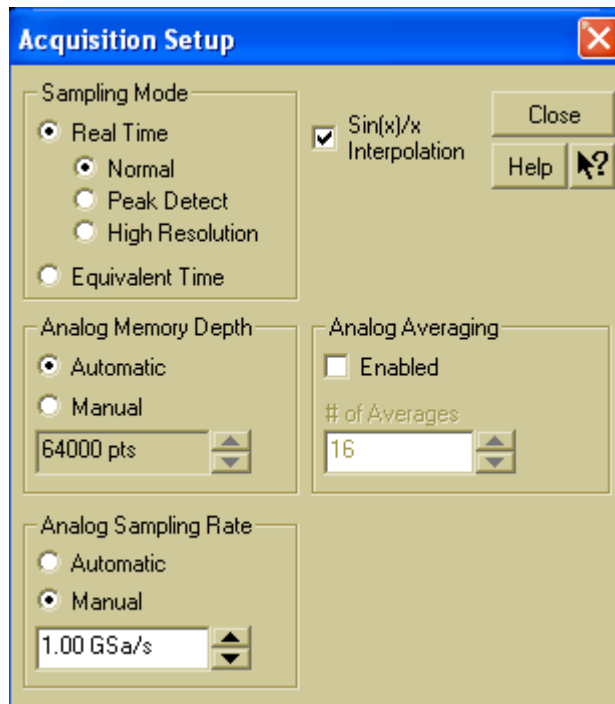 Acquisition Setup
Sampling Mode
Real Time
Normal
Peak Detect
High Resolution
Equivalent Time
Sin(x)/x
Interpolation
Close
Help
?
Analog Memory Depth
Automatic
Manual
64000 pts
Analog Averaging
Enabled
# of Averages
16
Analog Sampling Rate
Automatic
Manual
1.00 GSa/s